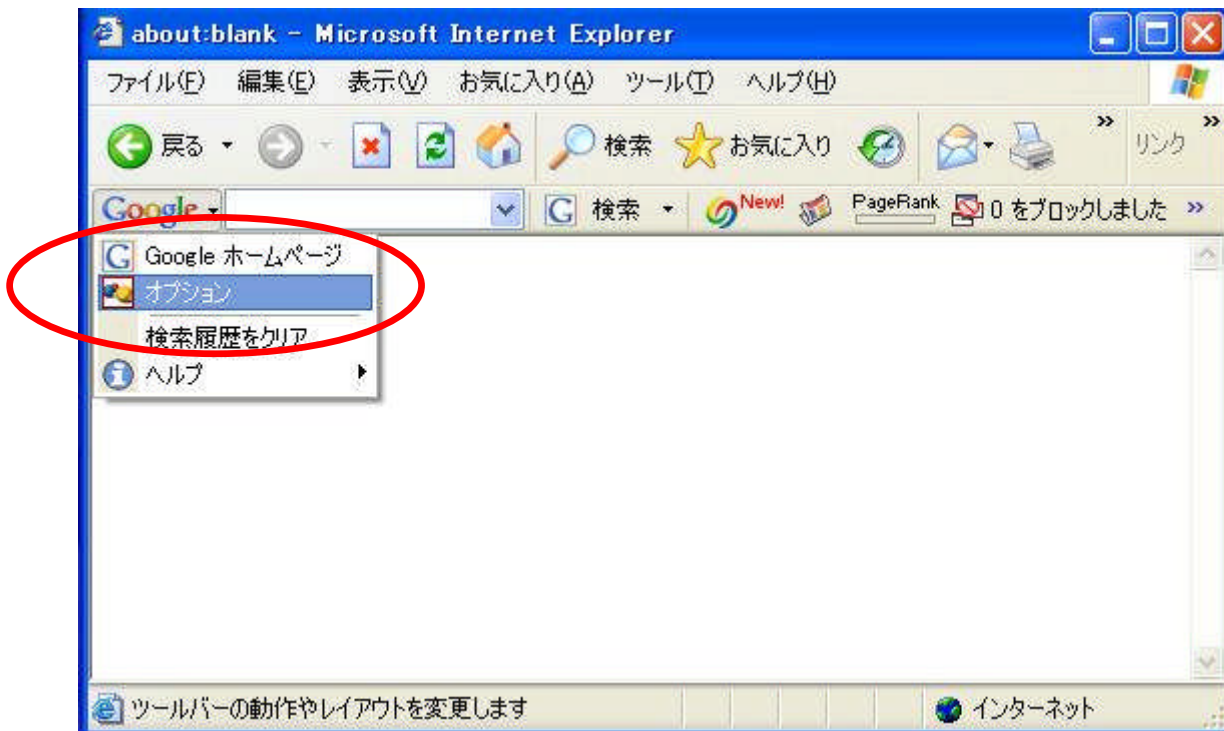 about:blank - Microsoft Internet Explorer
ファイル(F) 編集(E) 表示(V) お気に入り(A) ツール(T) ヘルプ(H)
戻る 検索 お気に入り » リンク »
Google G 検索 New! PageRank 0 をブロックしました »
G Google ホームページ
オプション
検索履歴をクリア
ヘルプ
ツールバーの動作やレイアウトを変更します インターネット